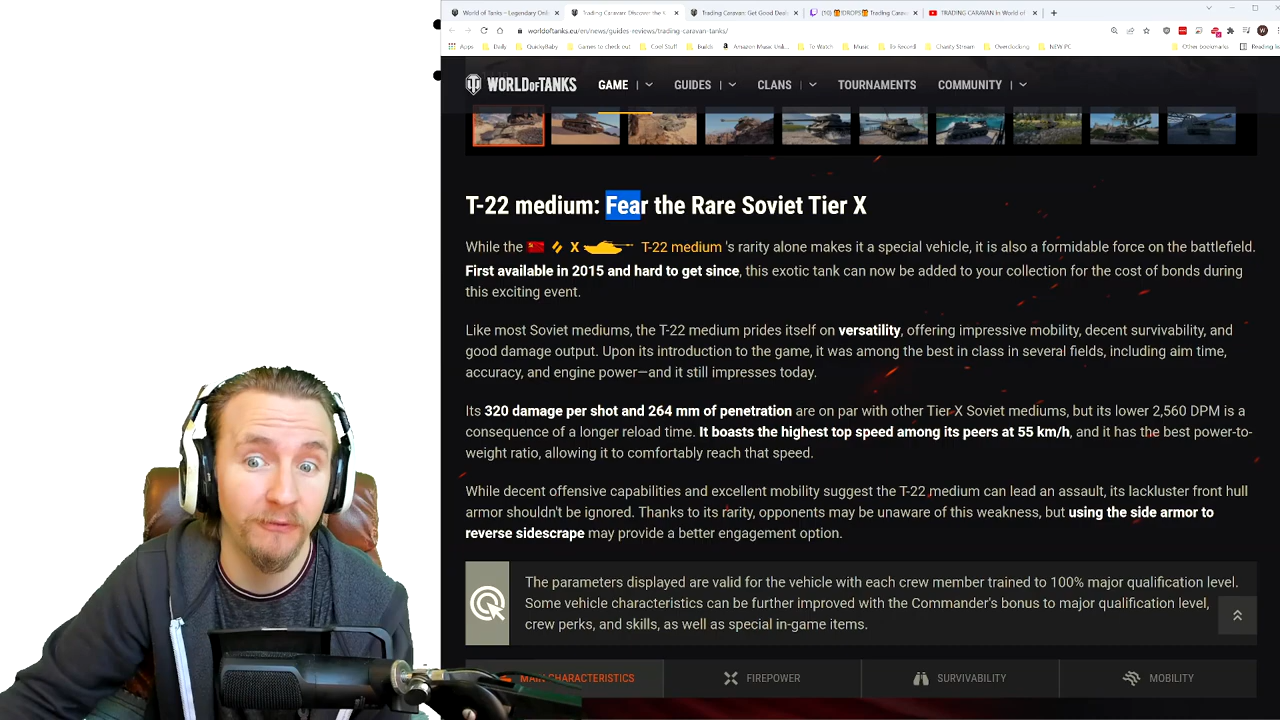 World of Tanks – Legendary Onli
Trading Caravan: Discover the
Trading Caravan: Get Good Deals
(10) DROPS Trading Carava
TRADING CARAVAN in World of
worldoftanks.eu/en/news/guides-reviews/trading-caravan-tanks/
Apps Daily QuickyBaby Games to check out Cool Stuff Builds Amazon Music Unli... To Watch Music To Record Charity Stream Overclocking NEW PC Other bookmarks Reading list
WORLD OF TANKS GAME GUIDES CLANS TOURNAMENTS COMMUNITY
T-22 medium: Fear the Rare Soviet Tier X
While the X T-22 medium 's rarity alone makes it a special vehicle, it is also a formidable force on the battlefield.
First available in 2015 and hard to get since, this exotic tank can now be added to your collection for the cost of bonds during
this exciting event.
Like most Soviet mediums, the T-22 medium prides itself on versatility, offering impressive mobility, decent survivability, and
good damage output. Upon its introduction to the game, it was among the best in class in several fields, including aim time,
accuracy, and engine power—and it still impresses today.
Its 320 damage per shot and 264 mm of penetration are on par with other Tier X Soviet mediums, but its lower 2,560 DPM is a
consequence of a longer reload time. It boasts the highest top speed among its peers at 55 km/h, and it has the best power-to-
weight ratio, allowing it to comfortably reach that speed.
While decent offensive capabilities and excellent mobility suggest the T-22 medium can lead an assault, its lackluster front hull
armor shouldn't be ignored. Thanks to its rarity, opponents may be unaware of this weakness, but using the side armor to
reverse sidescrape may provide a better engagement option.
The parameters displayed are valid for the vehicle with each crew member trained to 100% major qualification level.
Some vehicle characteristics can be further improved with the Commander's bonus to major qualification level,
crew perks, and skills, as well as special in-game items.
MAIN CHARACTERISTICS FIREPOWER SURVIVABILITY MOBILITY